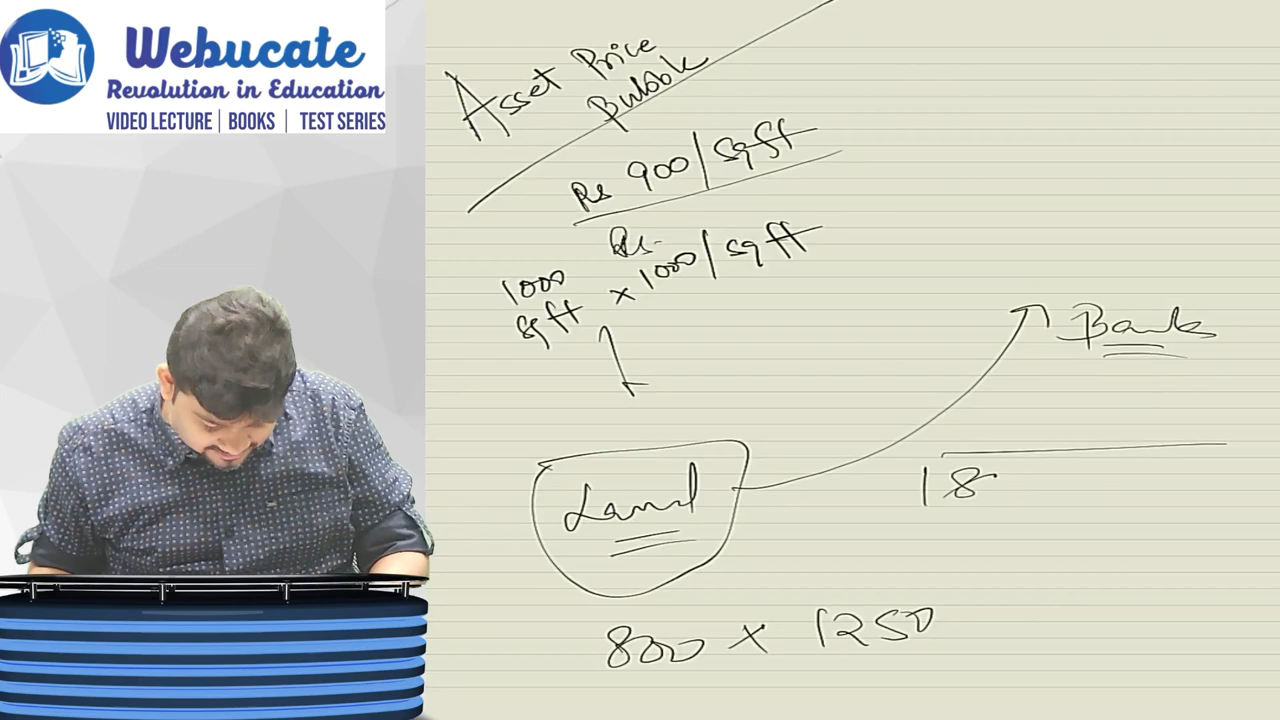 Webucate
Revolution in Education
VIDEO LECTURE | BOOKS | TEST SERIES
Asset Price
Rs 900/sqft
Rs.
1000
sqft × 1000/sqft
Bank
Land
18
800 × 1250